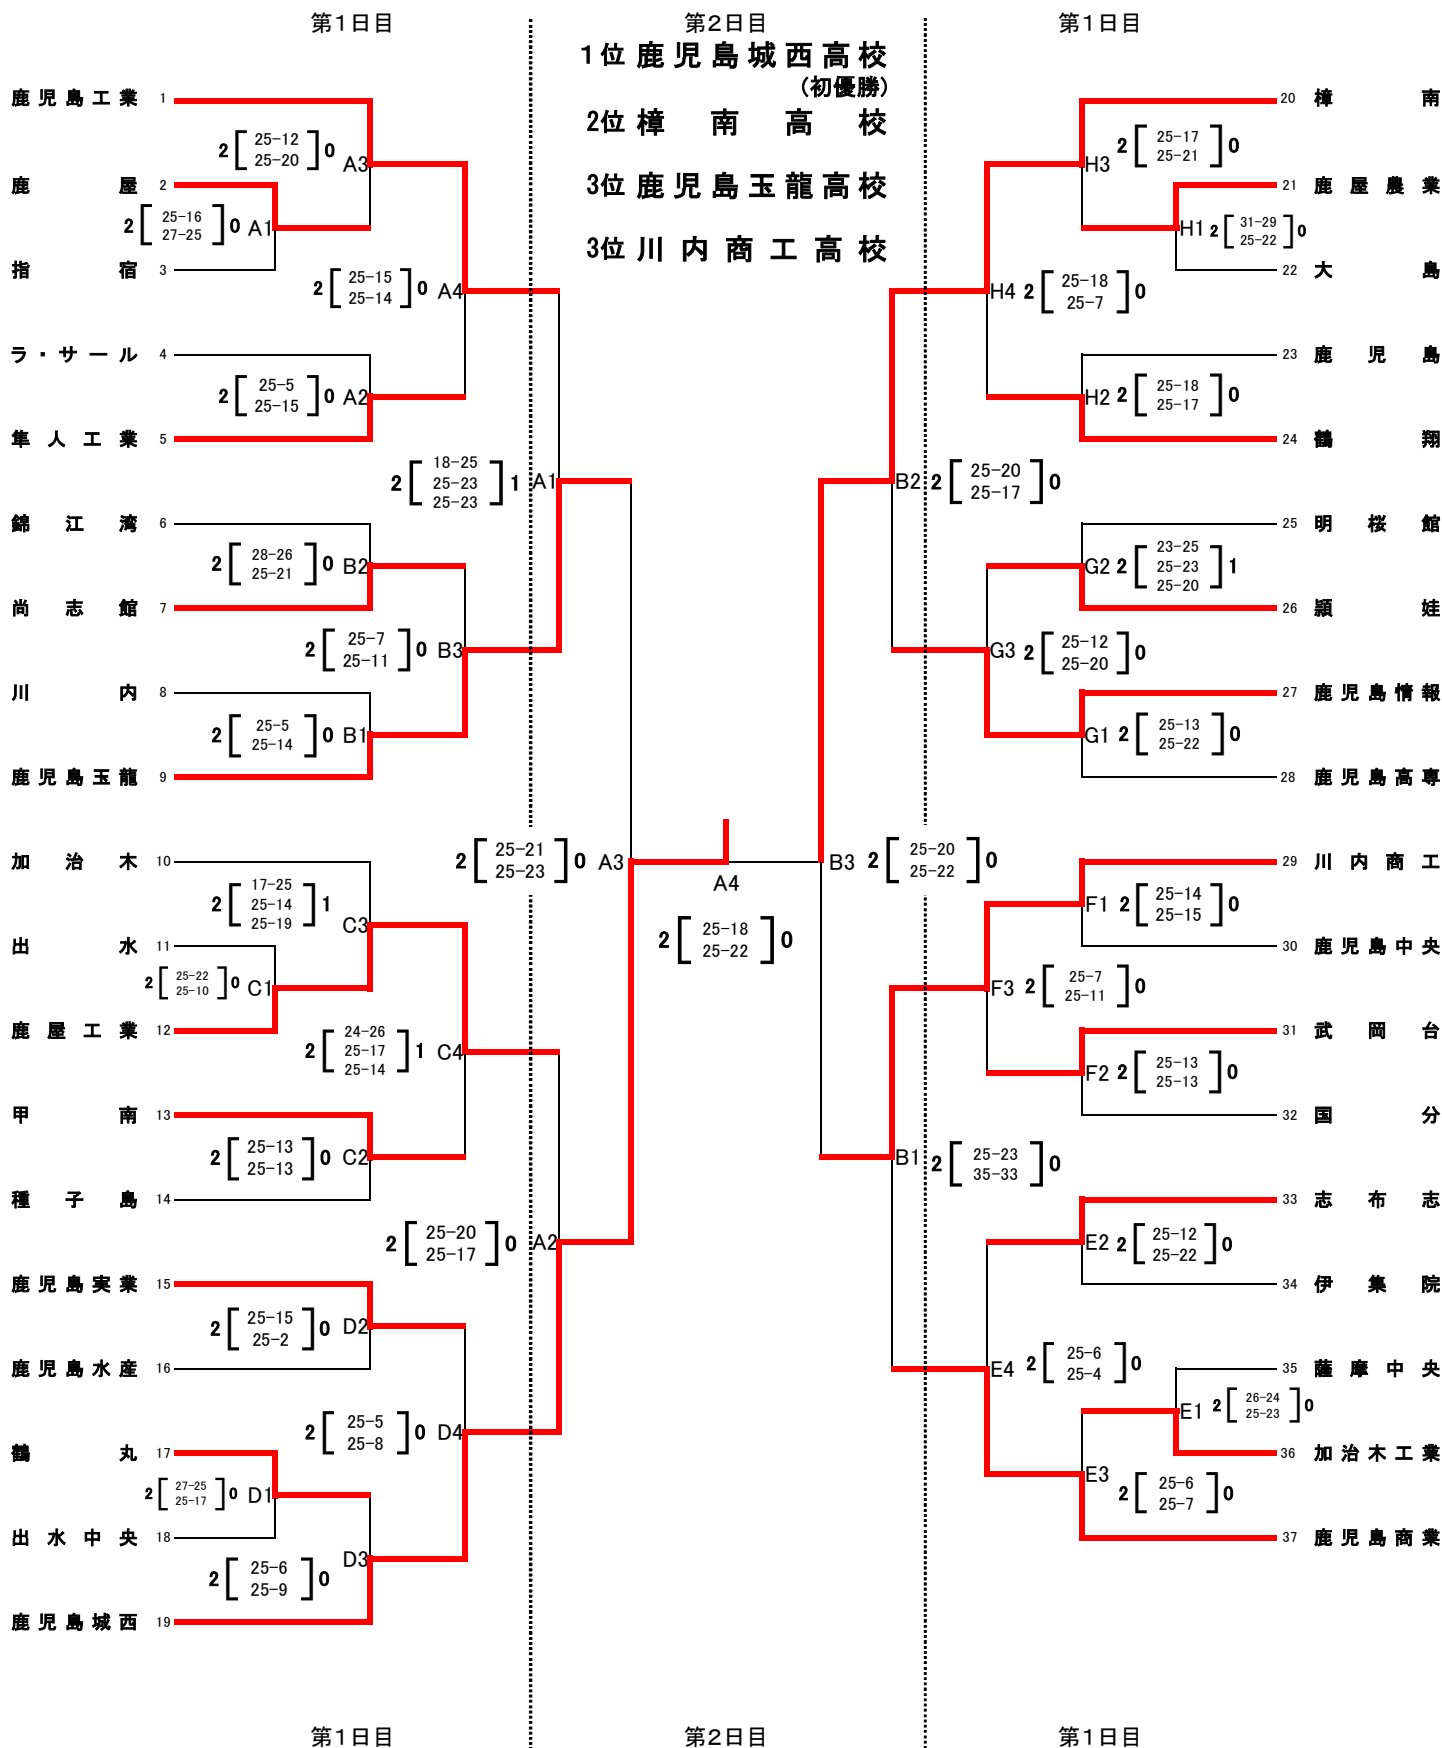 第1日目 第2日目 第1日目
1位 鹿児島城西高校
(初優勝)
2位 樟南高校
3位 鹿児島玉龍高校
3位 川内商工高校
鹿児島工業 1
2 [ 25-12 25-20 ] 0 A3
鹿屋 2
2 [ 25-16 27-25 ] 0 A1
指宿 3
2 [ 25-15 25-14 ] 0 A4
ラ・サール 4
2 [ 25-5 25-15 ] 0 A2
隼人工業 5
2 [ 18-25 25-23 25-23 ] 1 A1
錦江湾 6
2 [ 28-26 25-21 ] 0 B2
尚志館 7
2 [ 25-7 25-11 ] 0 B3
川内 8
2 [ 25-5 25-14 ] 0 B1
鹿児島玉龍 9
2 [ 25-21 25-23 ] 0 A3
加治木 10
2 [ 17-25 25-14 25-19 ] 1 C3
出水 11
2 [ 25-22 25-10 ] 0 C1
鹿屋工業 12
2 [ 24-26 25-17 25-14 ] 1 C4
甲南 13
2 [ 25-13 25-13 ] 0 C2
種子島 14
2 [ 25-20 25-17 ] 0 A2
鹿児島実業 15
2 [ 25-15 25-2 ] 0 D2
鹿児島水産 16
2 [ 25-5 25-8 ] 0 D4
鶴丸 17
2 [ 27-25 25-17 ] 0 D1
出水中央 18
2 [ 25-6 25-9 ] 0 D3
鹿児島城西 19
A4
2 [ 25-18 25-22 ] 0
20 樟南
H3 2 [ 25-17 25-21 ] 0
21 鹿屋農業
H1 2 [ 31-29 25-22 ] 0
22 大島
H4 2 [ 25-18 25-7 ] 0
23 鹿児島
H2 2 [ 25-18 25-17 ] 0
24 鶴翔
B2 2 [ 25-20 25-17 ] 0
25 明桜館
G2 2 [ 23-25 25-23 25-20 ] 1
26 頴娃
G3 2 [ 25-12 25-20 ] 0
27 鹿児島情報
G1 2 [ 25-13 25-22 ] 0
28 鹿児島高専
B3 2 [ 25-20 25-22 ] 0
29 川内商工
F1 2 [ 25-14 25-15 ] 0
30 鹿児島中央
F3 2 [ 25-7 25-11 ] 0
31 武岡台
F2 2 [ 25-13 25-13 ] 0
32 国分
B1 2 [ 25-23 35-33 ] 0
33 志布志
E2 2 [ 25-12 25-22 ] 0
34 伊集院
E4 2 [ 25-6 25-4 ] 0
35 薩摩中央
E1 2 [ 26-24 25-23 ] 0
36 加治木工業
E3 2 [ 25-6 25-7 ] 0
37 鹿児島商業
第1日目 第2日目 第1日目